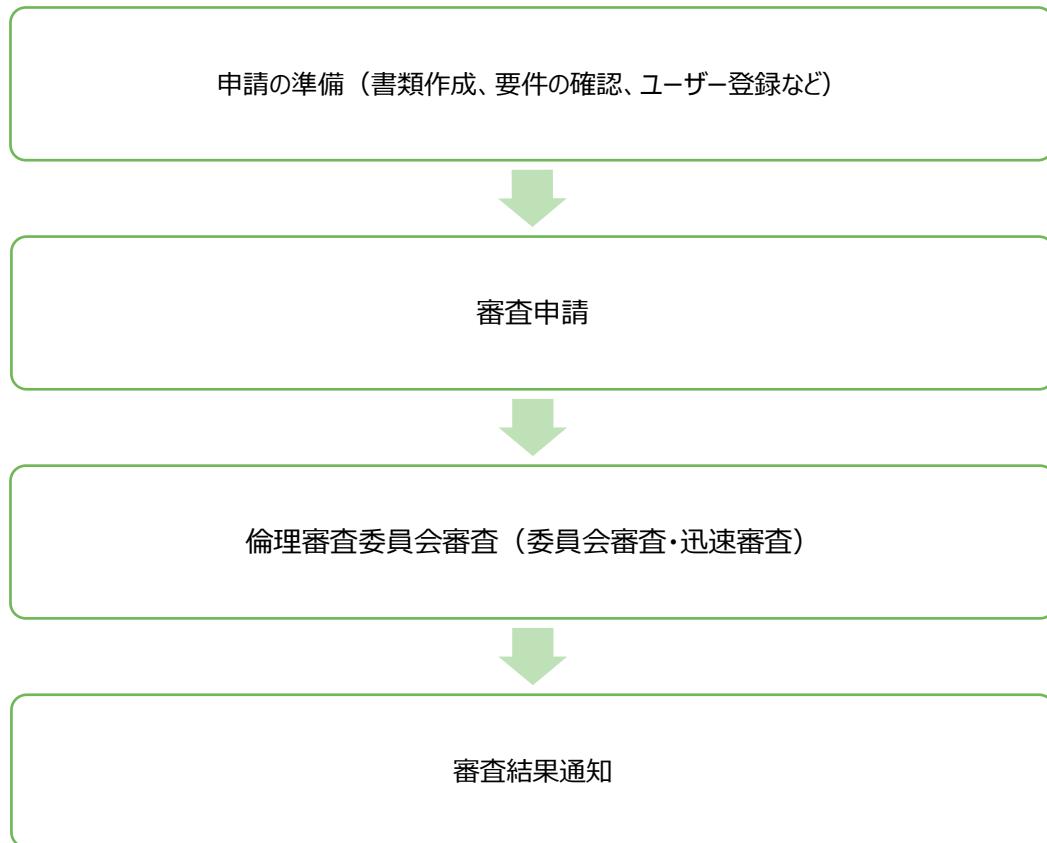 申請の準備（書類作成、要件の確認、ユーザー登録など）
審査申請
倫理審査委員会審査（委員会審査・迅速審査）
審査結果通知